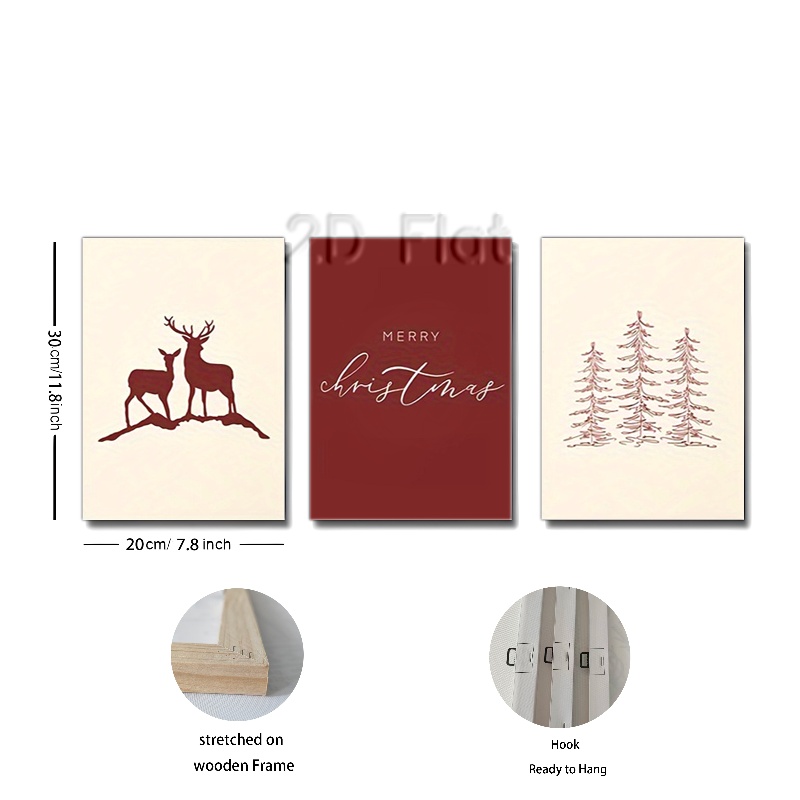 2D Flat
MERRY
christmas
30cm/11.8inch
20cm/ 7.8 inch
stretched on
wooden Frame
Hook
Ready to Hang